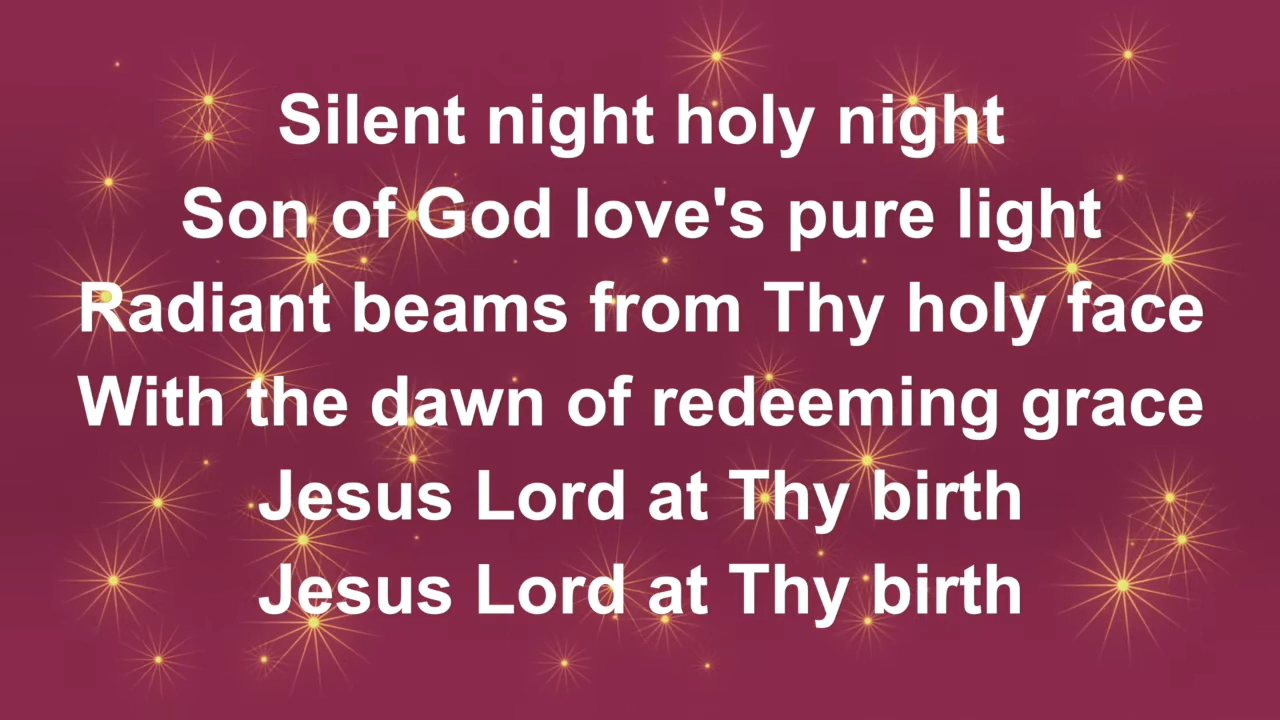 Silent night holy night
Son of God love's pure light
Radiant beams from Thy holy face
With the dawn of redeeming grace
Jesus Lord at Thy birth
Jesus Lord at Thy birth